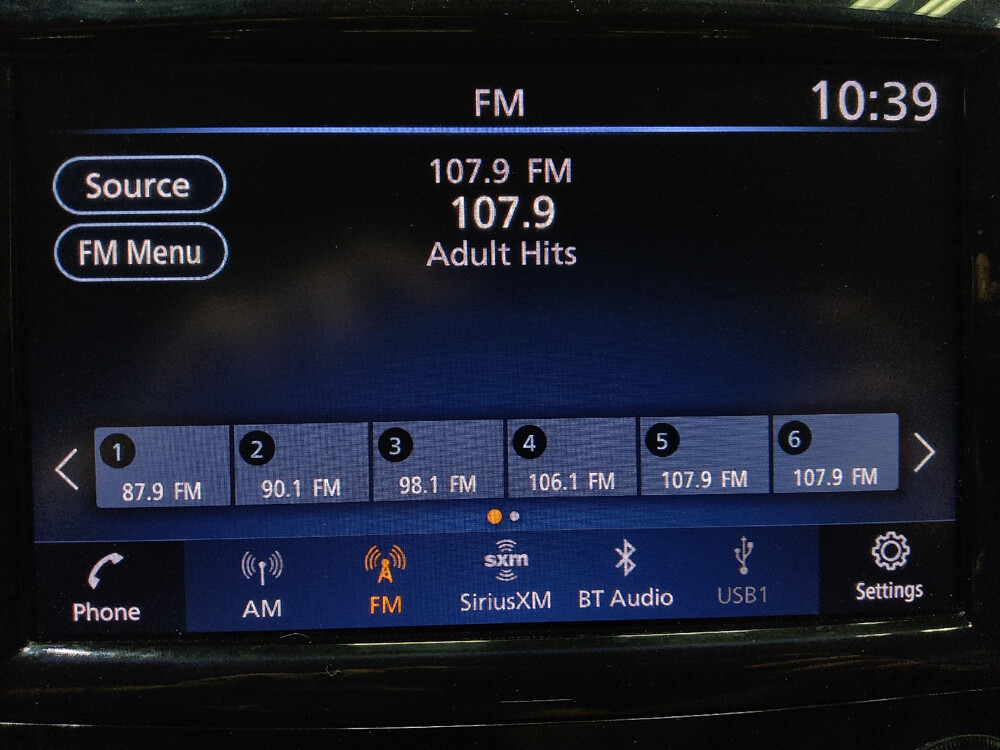 FM
10:39
Source
107.9 FM
107.9
FM Menu
Adult Hits
1
2
3
4
5
6
87.9 FM
90.1 FM
98.1 FM
106.1 FM
107.9 FM
107.9 FM
sxm
Phone
AM
FM
SiriusXM
BT Audio
USB1
Settings